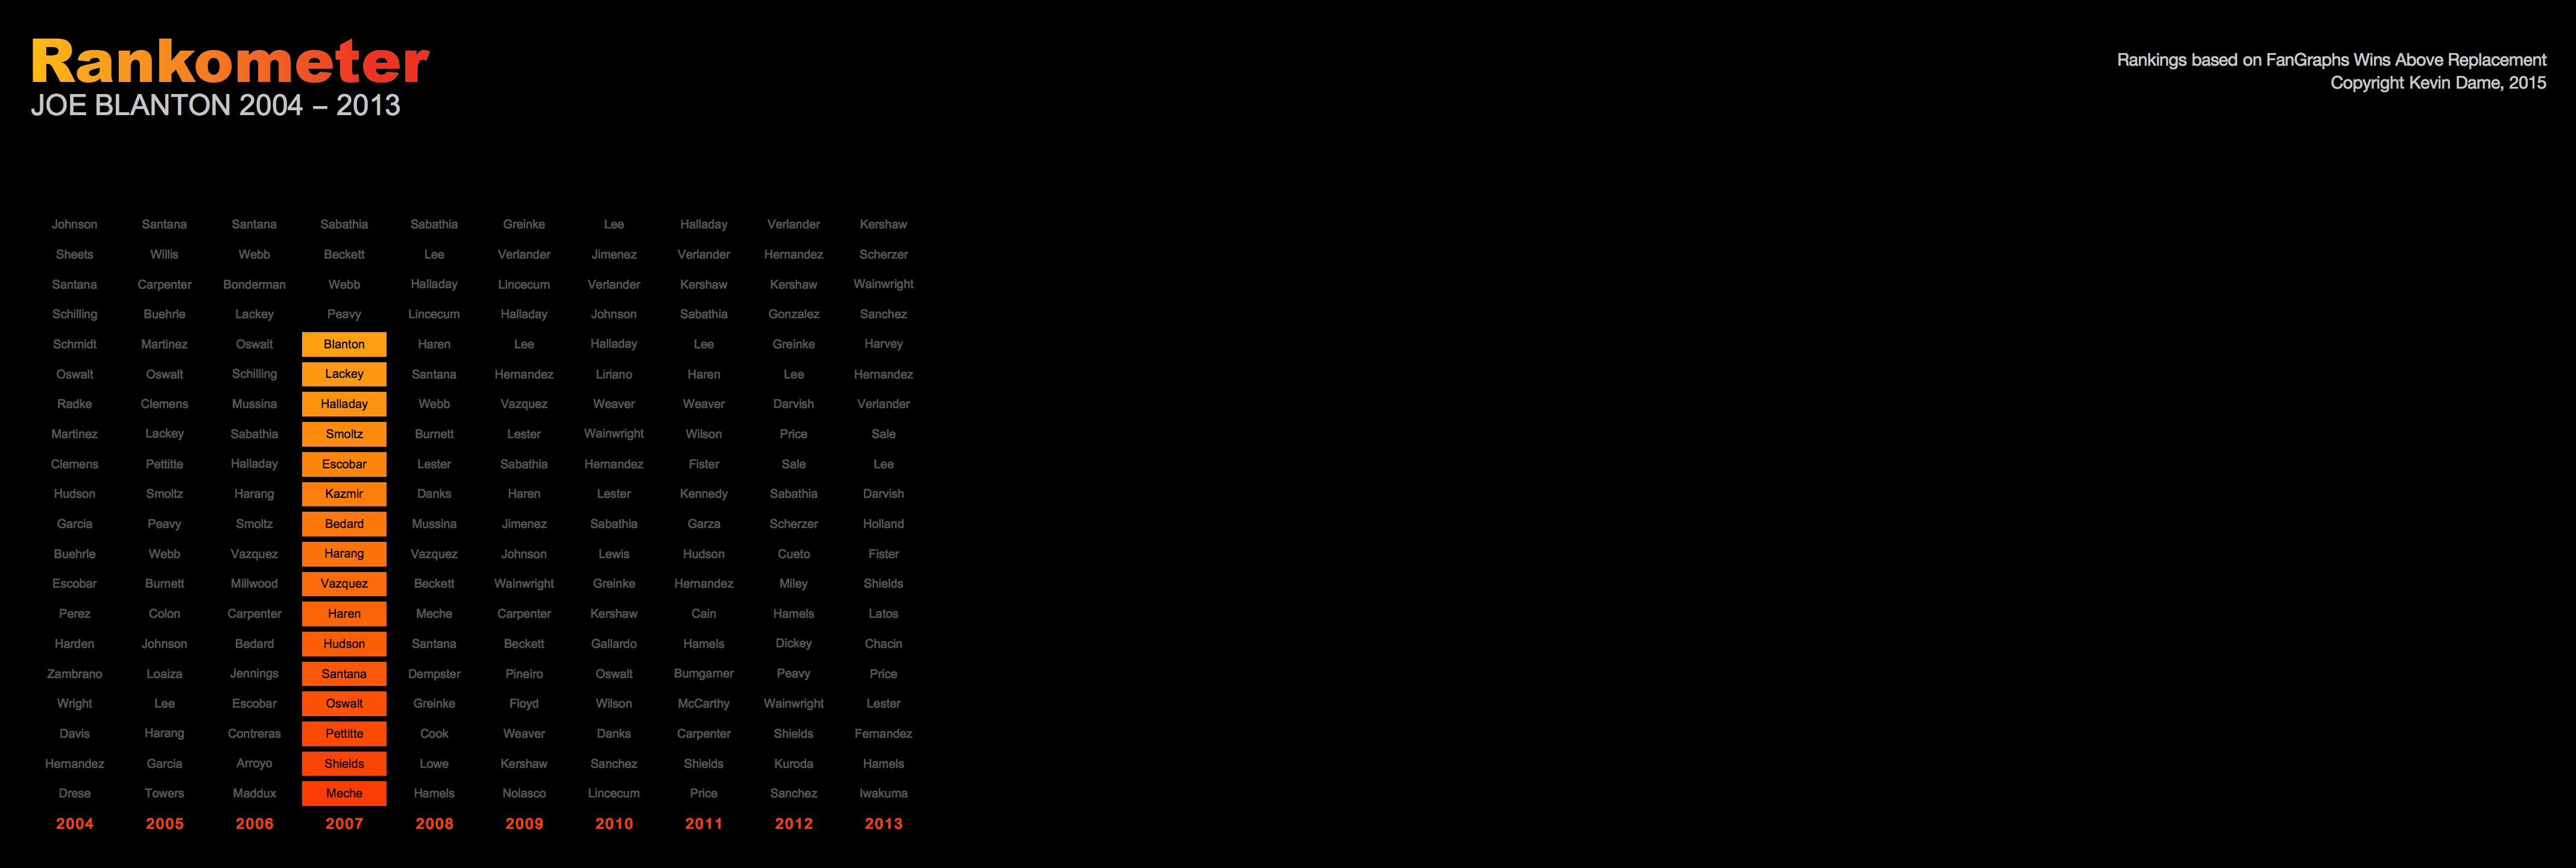 Rankometer
JOE BLANTON 2004 – 2013
Rankings based on FanGraphs Wins Above Replacement
Copyright Kevin Dame, 2015
Johnson Santana Santana Sabathia Sabathia Greinke Lee Halladay Verlander Kershaw
Sheets Willis Webb Beckett Lee Verlander Jimenez Verlander Hernandez Scherzer
Santana Carpenter Bonderman Webb Halladay Lincecum Verlander Kershaw Kershaw Wainwright
Schilling Buehrle Lackey Peavy Lincecum Halladay Johnson Sabathia Gonzalez Sanchez
Schmidt Martinez Oswalt Blanton Haren Lee Halladay Lee Greinke Harvey
Oswalt Oswalt Schilling Lackey Santana Hernandez Liriano Haren Lee Hernandez
Radke Clemens Mussina Halladay Webb Vazquez Weaver Weaver Darvish Verlander
Martinez Lackey Sabathia Smoltz Burnett Lester Wainwright Wilson Price Sale
Clemens Pettitte Halladay Escobar Lester Sabathia Hernandez Fister Sale Lee
Hudson Smoltz Harang Kazmir Danks Haren Lester Kennedy Sabathia Darvish
Garcia Peavy Smoltz Bedard Mussina Jimenez Sabathia Garza Scherzer Holland
Buehrle Webb Vazquez Harang Vazquez Johnson Lewis Hudson Cueto Fister
Escobar Burnett Millwood Vazquez Beckett Wainwright Greinke Hernandez Miley Shields
Perez Colon Carpenter Haren Meche Carpenter Kershaw Cain Hamels Latos
Harden Johnson Bedard Hudson Santana Beckett Gallardo Hamels Dickey Chacin
Zambrano Loaiza Jennings Santana Dempster Pineiro Oswalt Bumgarner Peavy Price
Wright Lee Escobar Oswalt Greinke Floyd Wilson McCarthy Wainwright Lester
Davis Harang Contreras Pettitte Cook Weaver Danks Carpenter Shields Fernandez
Hernandez Garcia Arroyo Shields Lowe Kershaw Sanchez Shields Kuroda Hamels
Drese Towers Maddux Meche Hamels Nolasco Lincecum Price Sanchez Iwakuma
2004 2005 2006 2007 2008 2009 2010 2011 2012 2013